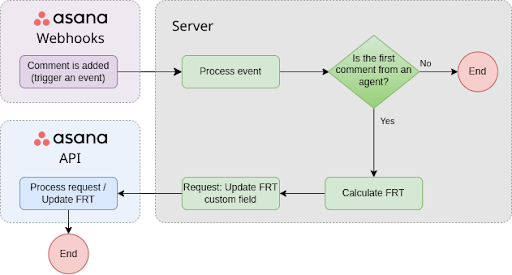 asana
Webhooks
Comment is added
(trigger an event)
Server
Process event
Is the first
comment from an
agent?
No
End
Yes
asana
API
Process request /
Update FRT
Request: Update FRT
custom field
Calculate FRT
End